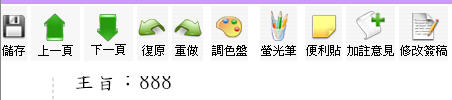 儲存 上一頁 下一頁 復原 重做 調色盤 螢光筆 便利貼 加註意見 修改簽稿
主旨：888